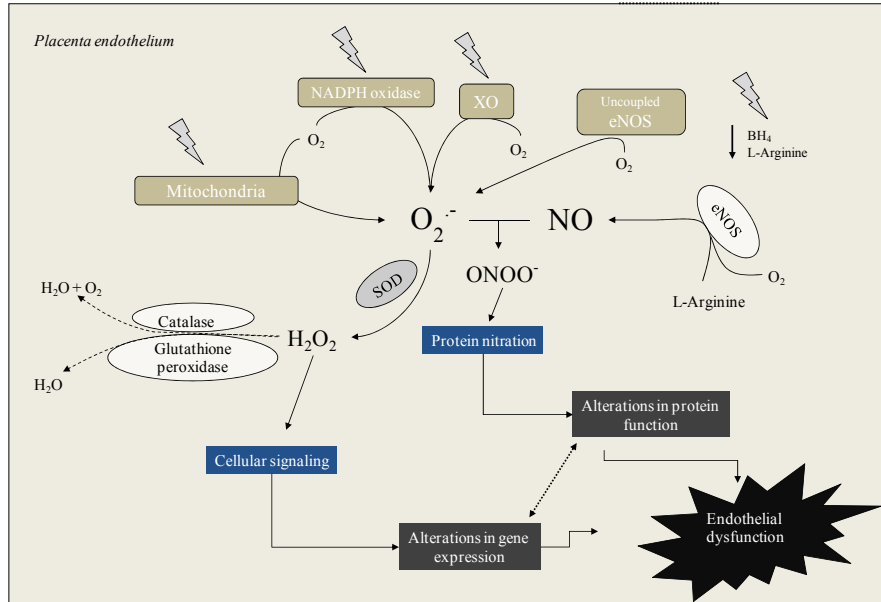 Placenta endothelium
NADPH oxidase
XO
Uncoupled
eNOS
BH₄
L-Arginine
O₂
O₂
O₂
Mitochondria
O₂·⁻
NO
eNOS
ONOO⁻
O₂
L-Arginine
SOD
H₂O + O₂
Catalase
Glutathione
peroxidase
H₂O₂
H₂O
Protein nitration
Alterations in protein
function
Cellular signaling
Alterations in gene
expression
Endothelial
dysfunction